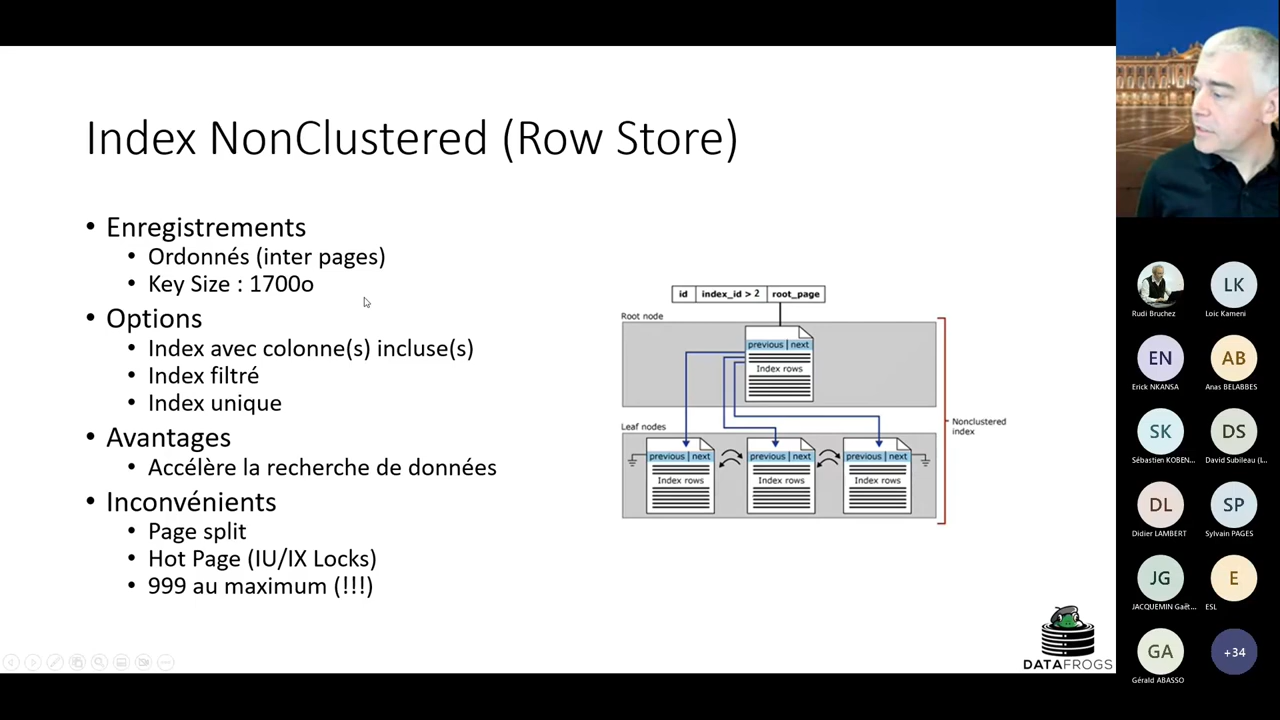 Index NonClustered (Row Store)
• Enregistrements
• Ordonnés (inter pages)
• Key Size : 1700o
• Options
• Index avec colonne(s) incluse(s)
• Index filtré
• Index unique
• Avantages
• Accélère la recherche de données
• Inconvénients
• Page split
• Hot Page (IU/IX Locks)
• 999 au maximum (!!!)
id index_id > 2 root_page
Root node
previous | next
Index rows
Leaf nodes
previous | next previous | next previous | next
Index rows Index rows Index rows
Nonclustered
index
DATAFROGS
LK
Rudi Bruchez Loic Kameni
EN AB
Erick NKANSA Anas BELABBES
SK DS
Sébastien KOBEN... David Subileau (I...
DL SP
Didier LAMBERT Sylvain PAGES
JG E
JACQUEMIN Gaët... ESL
GA +34
Gérald ABASSO